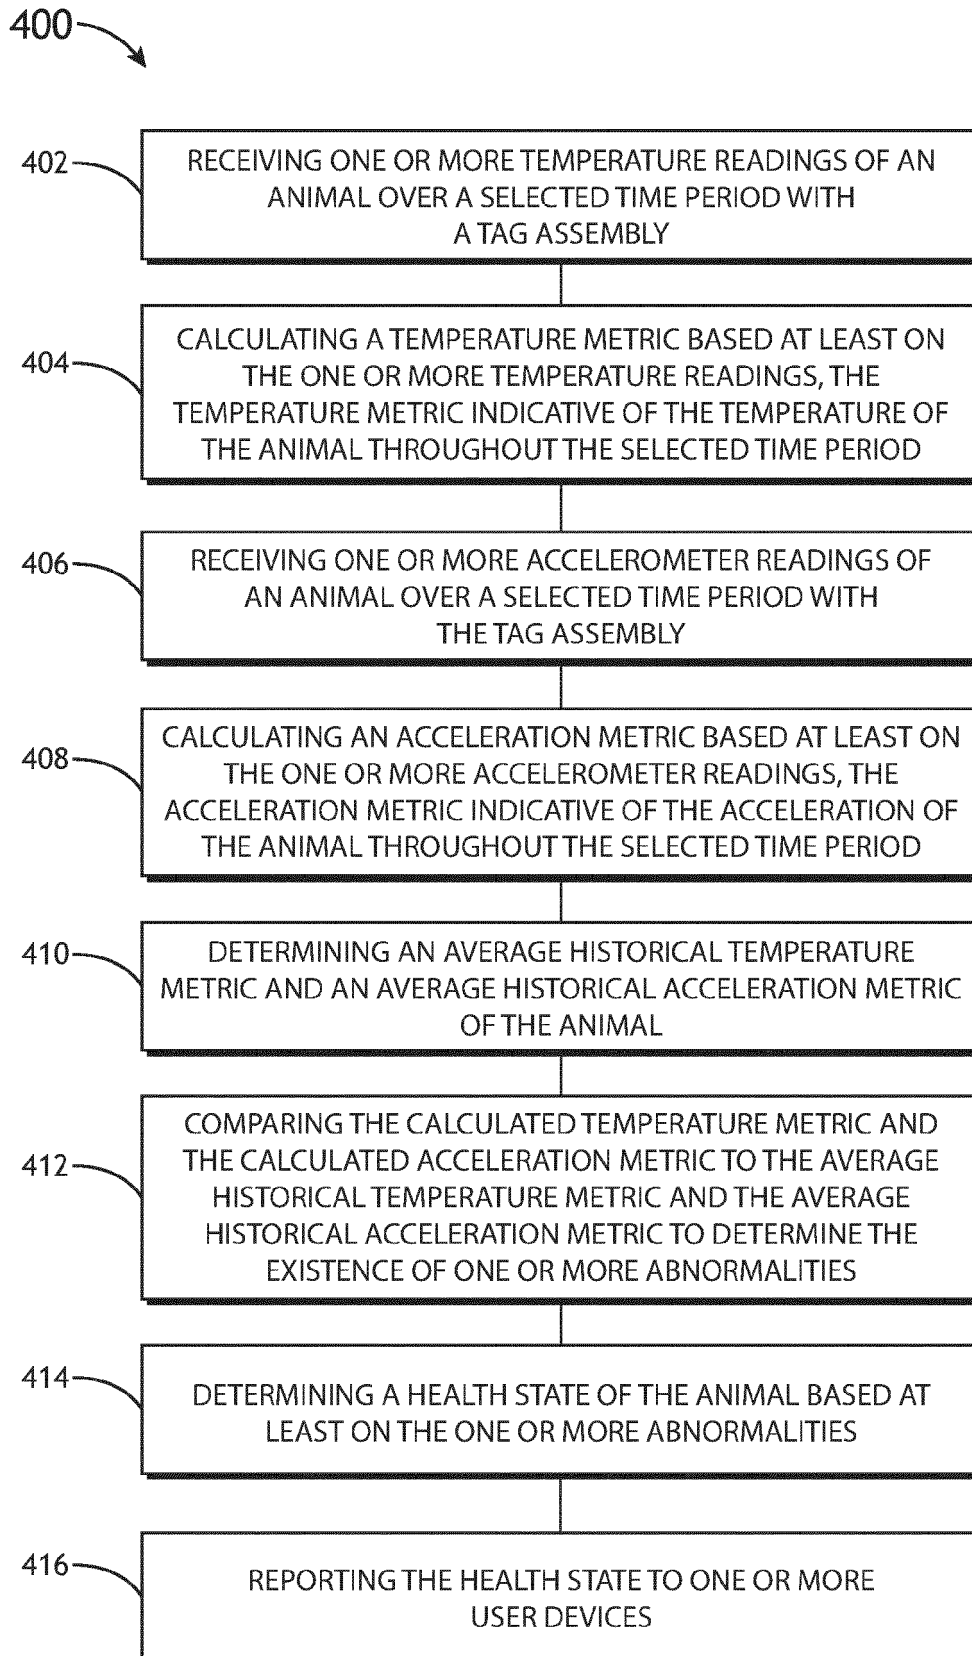 400
402
RECEIVING ONE OR MORE TEMPERATURE READINGS OF AN
ANIMAL OVER A SELECTED TIME PERIOD WITH
A TAG ASSEMBLY
404
CALCULATING A TEMPERATURE METRIC BASED AT LEAST ON
THE ONE OR MORE TEMPERATURE READINGS, THE
TEMPERATURE METRIC INDICATIVE OF THE TEMPERATURE OF
THE ANIMAL THROUGHOUT THE SELECTED TIME PERIOD
406
RECEIVING ONE OR MORE ACCELEROMETER READINGS OF
AN ANIMAL OVER A SELECTED TIME PERIOD WITH
THE TAG ASSEMBLY
408
CALCULATING AN ACCELERATION METRIC BASED AT LEAST ON
THE ONE OR MORE ACCELEROMETER READINGS, THE
ACCELERATION METRIC INDICATIVE OF THE ACCELERATION OF
THE ANIMAL THROUGHOUT THE SELECTED TIME PERIOD
410
DETERMINING AN AVERAGE HISTORICAL TEMPERATURE
METRIC AND AN AVERAGE HISTORICAL ACCELERATION METRIC
OF THE ANIMAL
412
COMPARING THE CALCULATED TEMPERATURE METRIC AND
THE CALCULATED ACCELERATION METRIC TO THE AVERAGE
HISTORICAL TEMPERATURE METRIC AND THE AVERAGE
HISTORICAL ACCELERATION METRIC TO DETERMINE THE
EXISTENCE OF ONE OR MORE ABNORMALITIES
414
DETERMINING A HEALTH STATE OF THE ANIMAL BASED AT
LEAST ON THE ONE OR MORE ABNORMALITIES
416
REPORTING THE HEALTH STATE TO ONE OR MORE
USER DEVICES